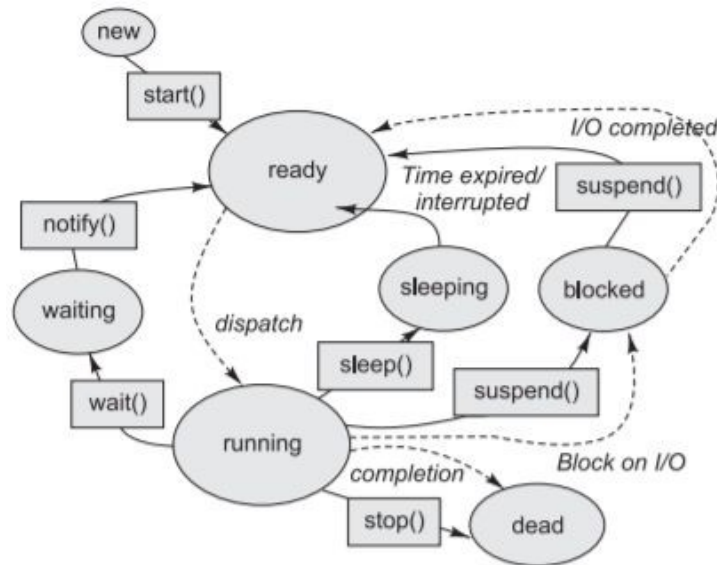 new
start()
I/O completed
ready
Time expired/
interrupted
suspend()
notify()
sleeping
blocked
waiting
dispatch
sleep()
suspend()
wait()
running
Block on I/O
completion
stop()
dead